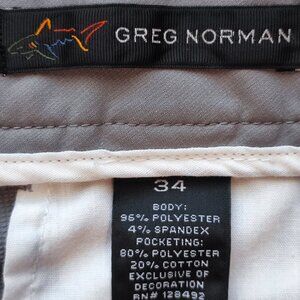 GREG NORMAN
34
BODY:
96% POLYESTER
4% SPANDEX
POCKETING:
80% POLYESTER
20% COTTON
EXCLUSIVE OF
DECORATION
RN# 128492